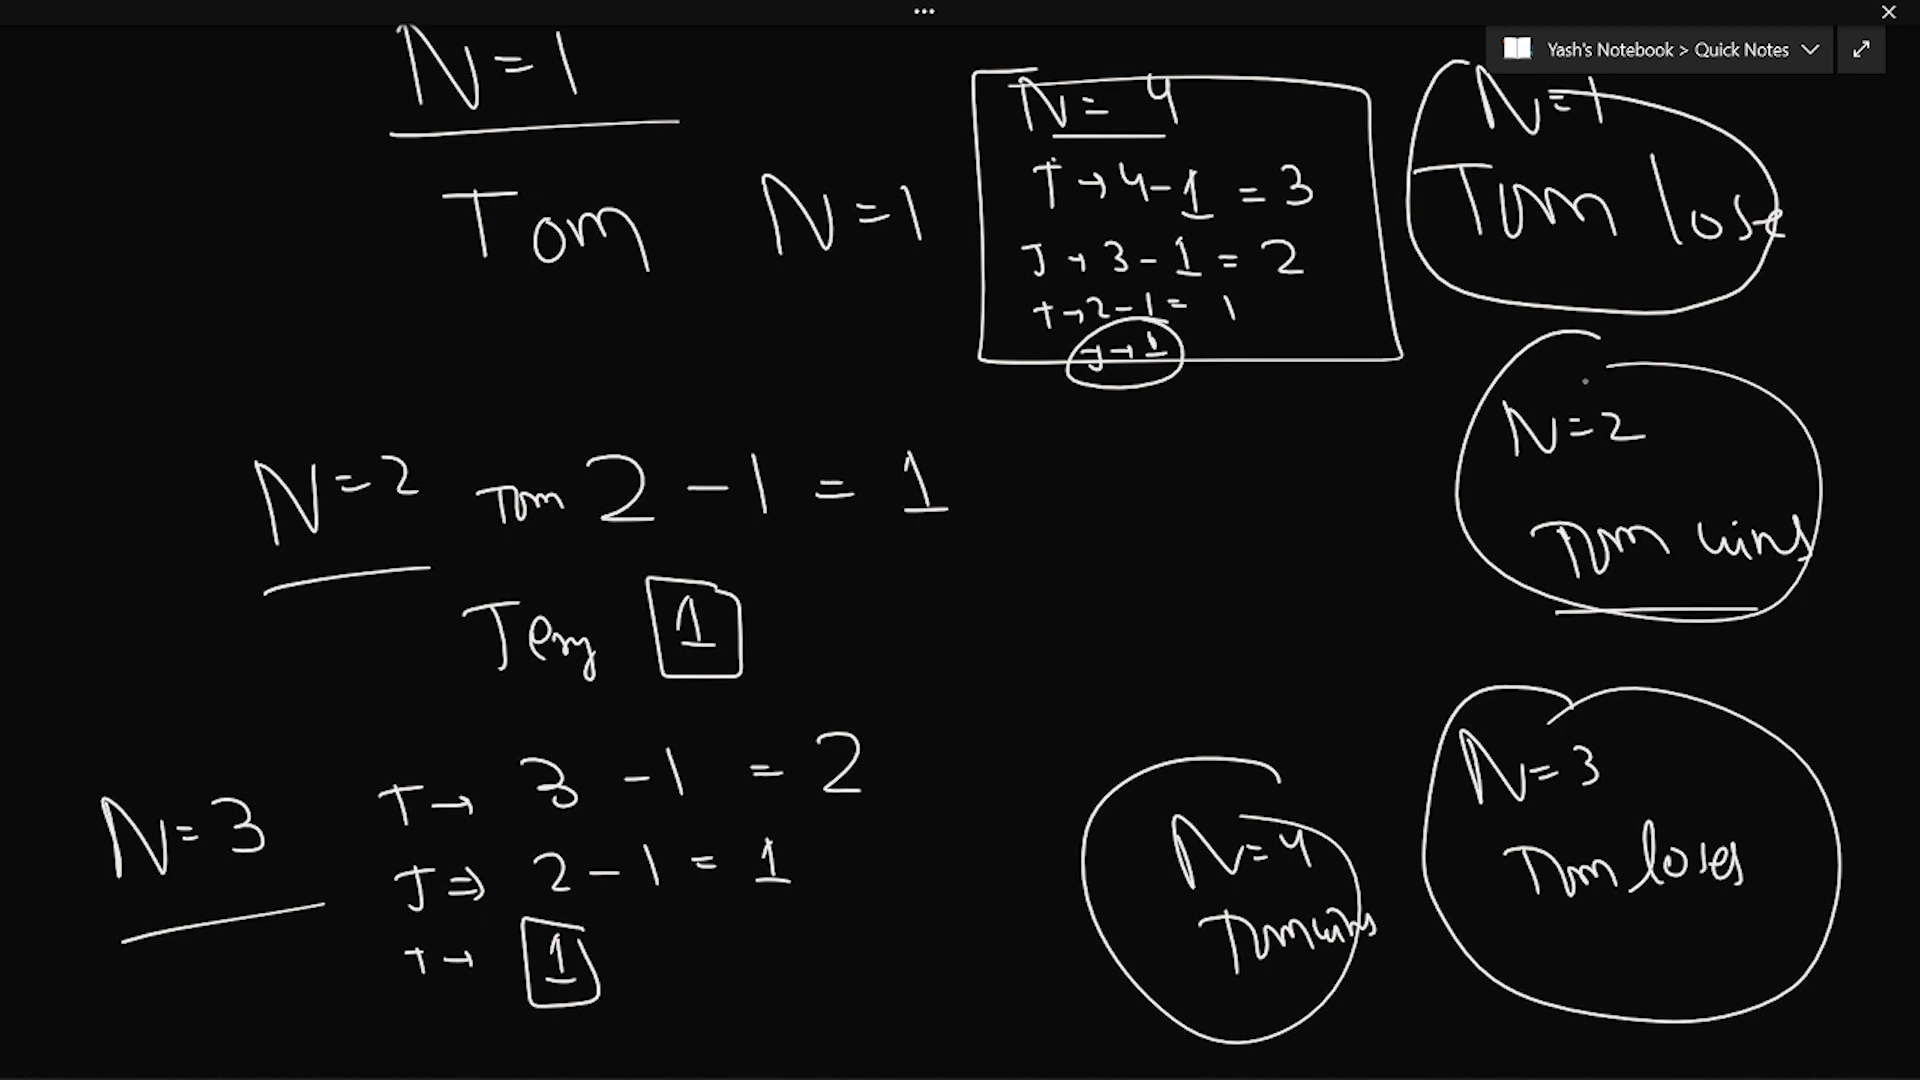 Yash's Notebook > Quick Notes
N=1
Tom N=1
N=4
T→4-1=3
J→3-1=2
T→2-1=1
J→1
N=1
Tom lose
N=2
Tom wins
N=2 Tom 2-1=1
Jerry 1
N=3 T→ 3-1=2
J⇒ 2-1=1
T→ 1
N=4
Tom wins
N=3
Tom loses